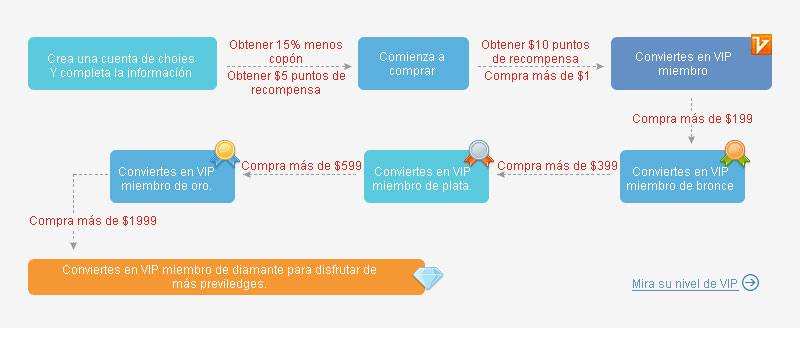 Crea una cuenta de choies
Y completa la información
Obtener 15% menos
copón
Obtener $5 puntos de
recompensa
Comienza a
comprar
Obtener $10 puntos
de recompensa
Compra más de $1
Conviertes en VIP
miembro
Compra más de $199
Conviertes en VIP
miembro de bronce
Compra más de $399
Conviertes en VIP
miembro de plata.
Compra más de $599
Conviertes en VIP
miembro de oro.
Compra más de $1999
Conviertes en VIP miembro de diamante para disfrutar de
más previledges.
Mira su nivel de VIP